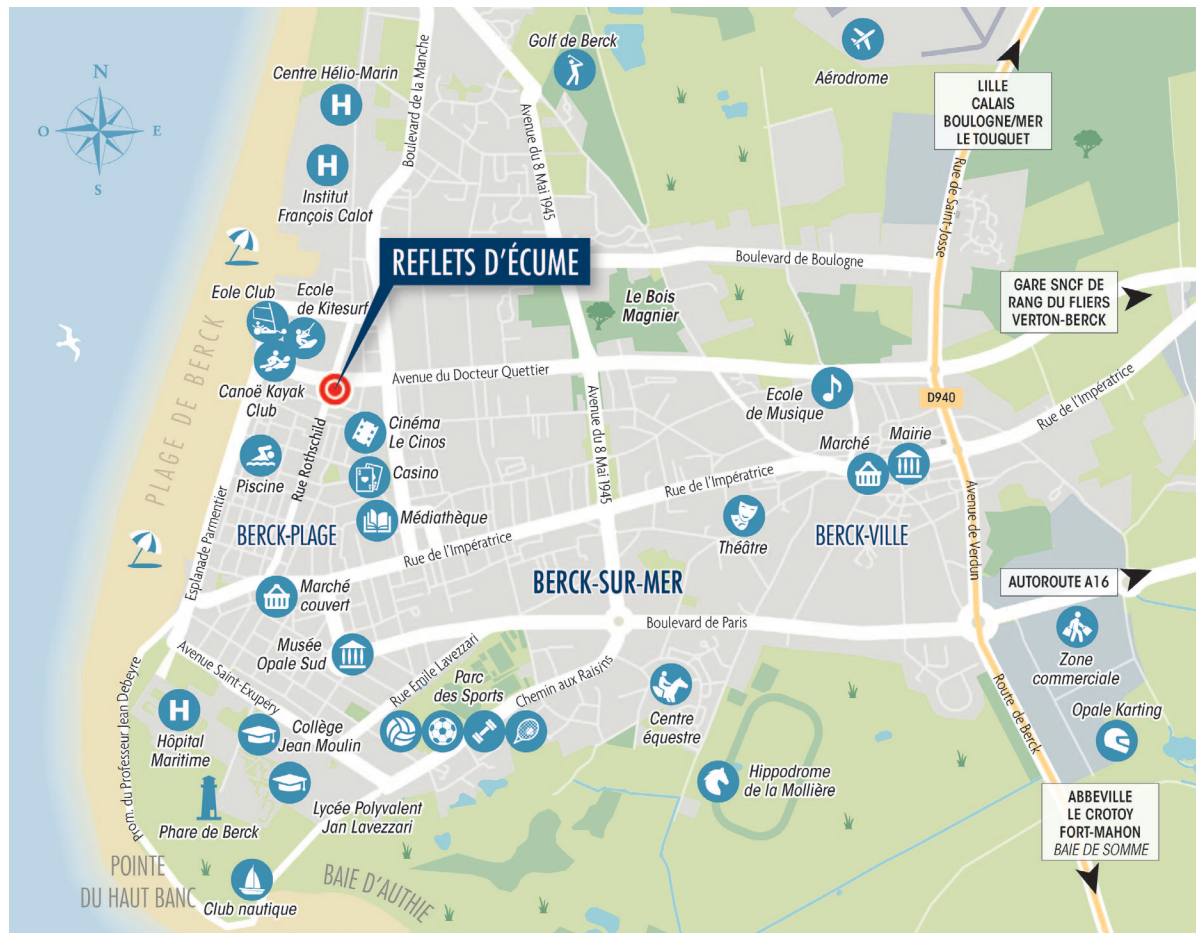 N
O
E
S
Centre Hélio-Marin
H
H
Institut
François Calot
Boulevard de la Manche
Golf de Berck
Avenue du 8 Mai 1945
Aérodrome
LILLE
CALAIS
BOULOGNE/MER
LE TOUQUET
Rue de Saint-Josse
Boulevard de Boulogne
REFLETS D'ÉCUME
GARE SNCF DE
RANG DU FLIERS
VERTON-BERCK
Le Bois
Magnier
Eole Club
Ecole
de Kitesurf
Canoë Kayak
Club
PLAGE DE BERCK
Avenue du Docteur Quettier
Ecole
de Musique
D940
Rue de l'Impératrice
Cinéma
Le Cinos
Casino
Médiathèque
Piscine
Rue Rothschild
Avenue du 8 Mai 1945
Marché
Mairie
Rue de l'Impératrice
Théâtre
BERCK-VILLE
Avenue de Verdun
Esplanade Parmentier
BERCK-PLAGE
Rue de l'Impératrice
BERCK-SUR-MER
AUTOROUTE A16
Marché
couvert
Musée
Opale Sud
Boulevard de Paris
Zone
commerciale
Prom. du Professeur Jean Debeyre
Avenue Saint-Exupery
Rue Emile Lavezzari
Parc
des Sports
Chemin aux Raisins
Centre
équestre
Route de Berck
Opale Karting
H
Hôpital
Maritime
Collège
Jean Moulin
Hippodrome
de la Mollière
Phare de Berck
Lycée Polyvalent
Jan Lavezzari
ABBEVILLE
LE CROTOY
FORT-MAHON
BAIE DE SOMME
POINTE
DU HAUT BANC
Club nautique
BAIE D'AUTHIE